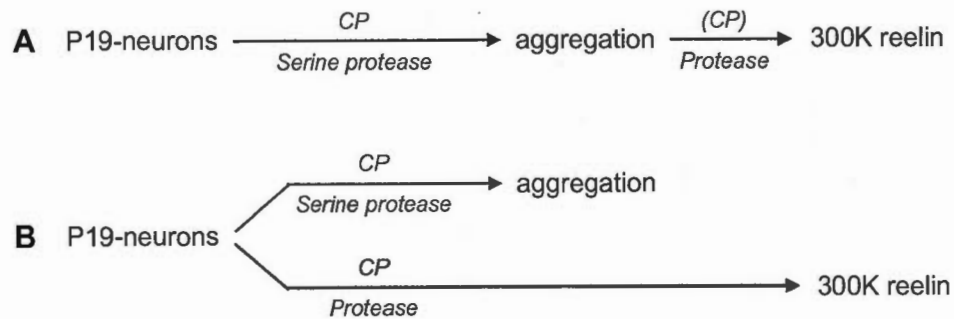 CP (CP)
A P19-neurons aggregation 300K reelin
Serine protease Protease
CP
aggregation
Serine protease
B P19-neurons
CP
300K reelin
Protease